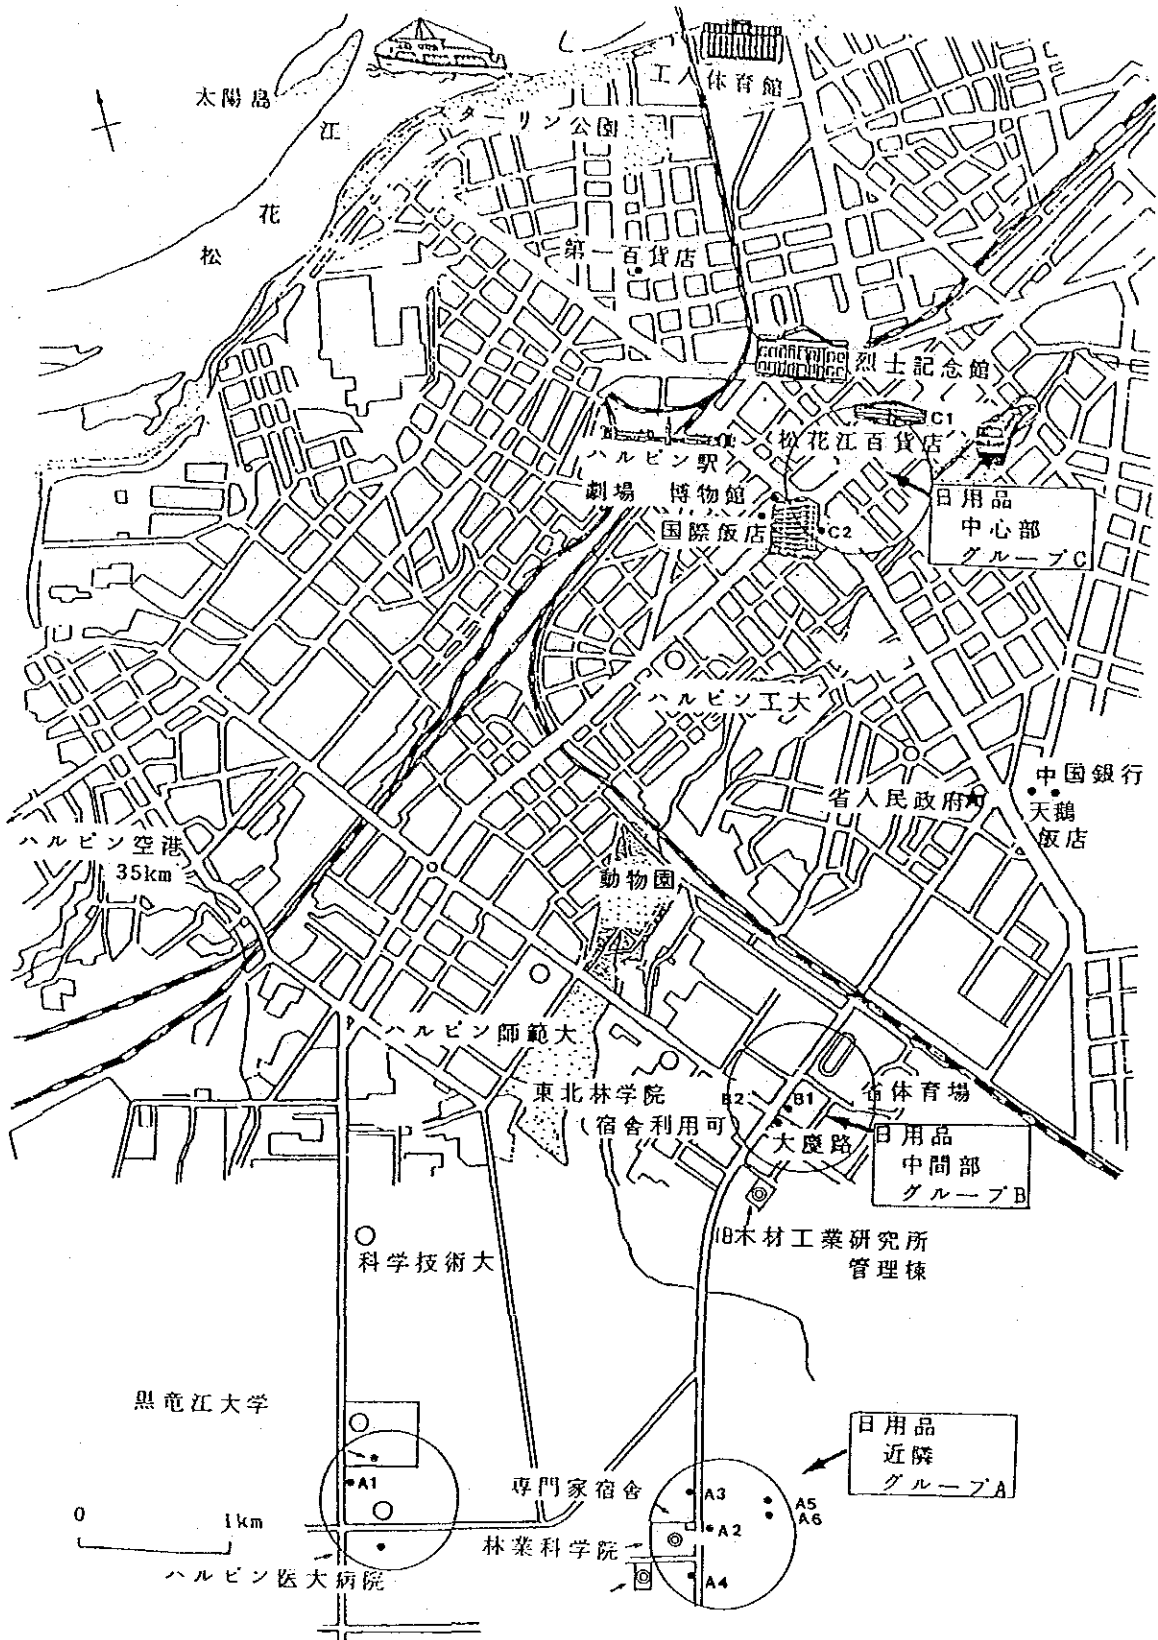 太陽島
松花江
スターリン公園
工人体育館
第一百貨店
烈士記念館
C1
松花江百貨店
ハルピン駅
劇場 博物館
国際飯店
C2
日用品
中心部
グループC
ハルピン工大
中国銀行
省人民政府
天鵝
飯店
ハルピン空港
35km
動物園
ハルピン師範大
東北林学院
(宿舎利用可)
B2
B1
省体育場
大慶路
日用品
中間部
グループB
旧木材工業研究所
管理棟
科学技術大
黒竜江大学
A1
日用品
近隣
グループA
専門家宿舎
A3
A5
A6
A2
林業科学院
A4
0 1km
ハルピン医大病院